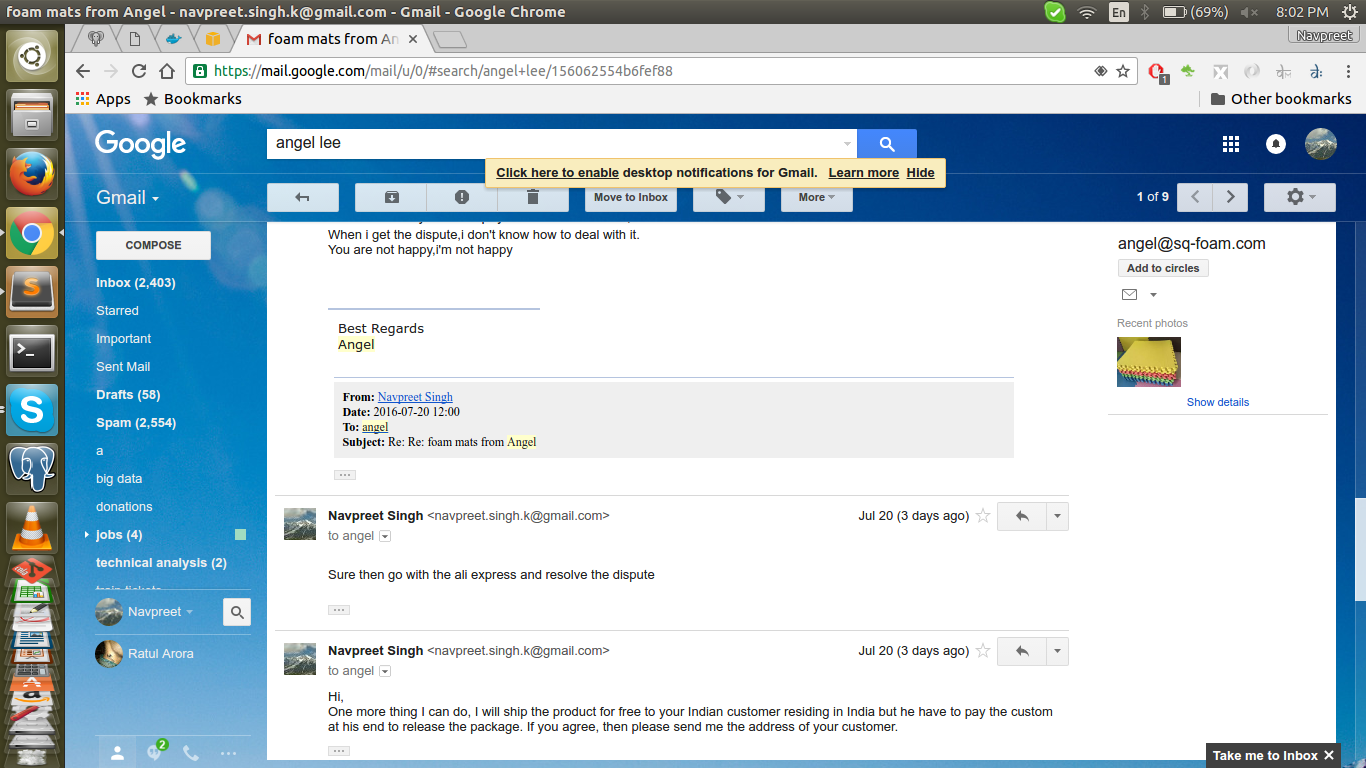 foam mats from Angel - navpreet.singh.k@gmail.com - Gmail - Google Chrome
En
(69%)
8:02 PM
foam mats from An
Navpreet
https://mail.google.com/mail/u/0/#search/angel+lee/156062554b6fef88
1
Apps
Bookmarks
Other bookmarks
Google
angel lee
Click here to enable desktop notifications for Gmail. Learn more Hide
Gmail
Move to Inbox
More
1 of 9
COMPOSE
Inbox (2,403)
Starred
Important
Sent Mail
Drafts (58)
Spam (2,554)
a
big data
donations
jobs (4)
technical analysis (2)
train tickets
Navpreet
Ratul Arora
2
When i get the dispute,i don't know how to deal with it.
You are not happy,i'm not happy
Best Regards
Angel
From: Navpreet Singh
Date: 2016-07-20 12:00
To: angel
Subject: Re: Re: foam mats from Angel
Navpreet Singh <navpreet.singh.k@gmail.com>
Jul 20 (3 days ago)
to angel
Sure then go with the ali express and resolve the dispute
Navpreet Singh <navpreet.singh.k@gmail.com>
Jul 20 (3 days ago)
to angel
Hi,
One more thing I can do, I will ship the product for free to your Indian customer residing in India but he have to pay the custom
at his end to release the package. If you agree, then please send me the address of your customer.
angel@sq-foam.com
Add to circles
Recent photos
Show details
Take me to Inbox